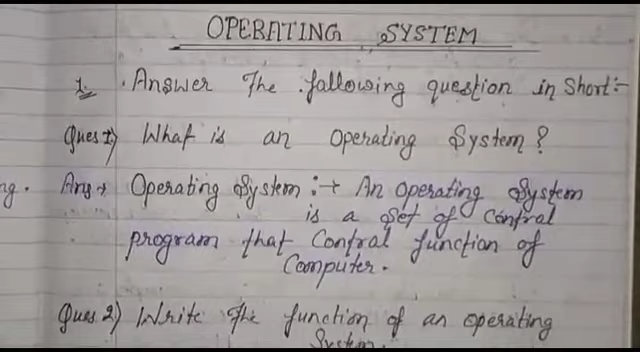 OPERATING SYSTEM
1. Answer The following question in Short:-
Ques 1) What is an Operating System?
ng. Ans → Operating System :→ An Operating System
is a Set of Contral
program that Contral function of
Computer.
Ques 2) Write The function of an operating
System.